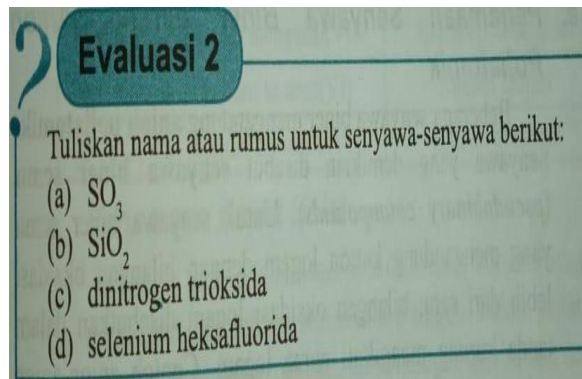 Evaluasi 2
Tuliskan nama atau rumus untuk senyawa-senyawa berikut:
(a) SO₃
(b) SiO₂
(c) dinitrogen trioksida
(d) selenium heksafluorida